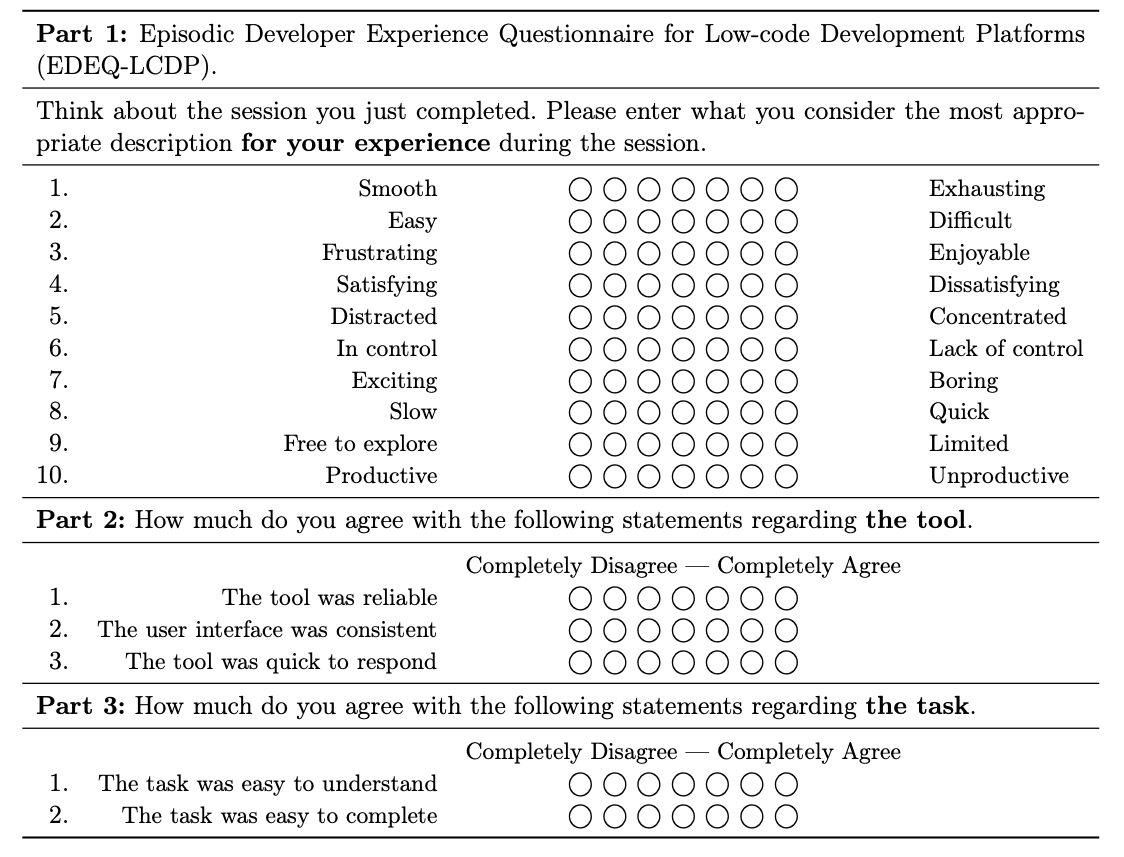 Part 1: Episodic Developer Experience Questionnaire for Low-code Development Platforms
(EDEQ-LCDP).
Think about the session you just completed. Please enter what you consider the most appro-
priate description for your experience during the session.
1. Smooth Exhausting
2. Easy Difficult
3. Frustrating Enjoyable
4. Satisfying Dissatisfying
5. Distracted Concentrated
6. In control Lack of control
7. Exciting Boring
8. Slow Quick
9. Free to explore Limited
10. Productive Unproductive
Part 2: How much do you agree with the following statements regarding the tool.
Completely Disagree — Completely Agree
1. The tool was reliable
2. The user interface was consistent
3. The tool was quick to respond
Part 3: How much do you agree with the following statements regarding the task.
Completely Disagree — Completely Agree
1. The task was easy to understand
2. The task was easy to complete